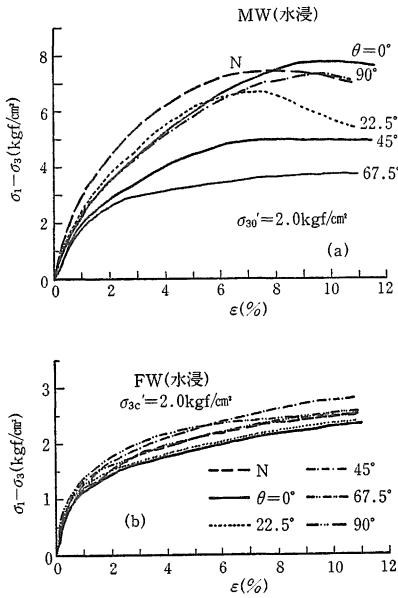 MW(水浸)
8
6
4
2
0
σ₁−σ₃(kgf/cm²)
N
θ=0°
90°
22.5°
45°
67.5°
σ₃₀′=2.0kgf/cm²
(a)
0 2 4 6 8 10 12
ε(%)
FW(水浸)
σ₃c′=2.0kgf/cm²
3
2
1
0
σ₁−σ₃(kgf/cm²)
N 45°
θ=0° 67.5°
22.5° 90°
(b)
0 2 4 6 8 10 12
ε(%)